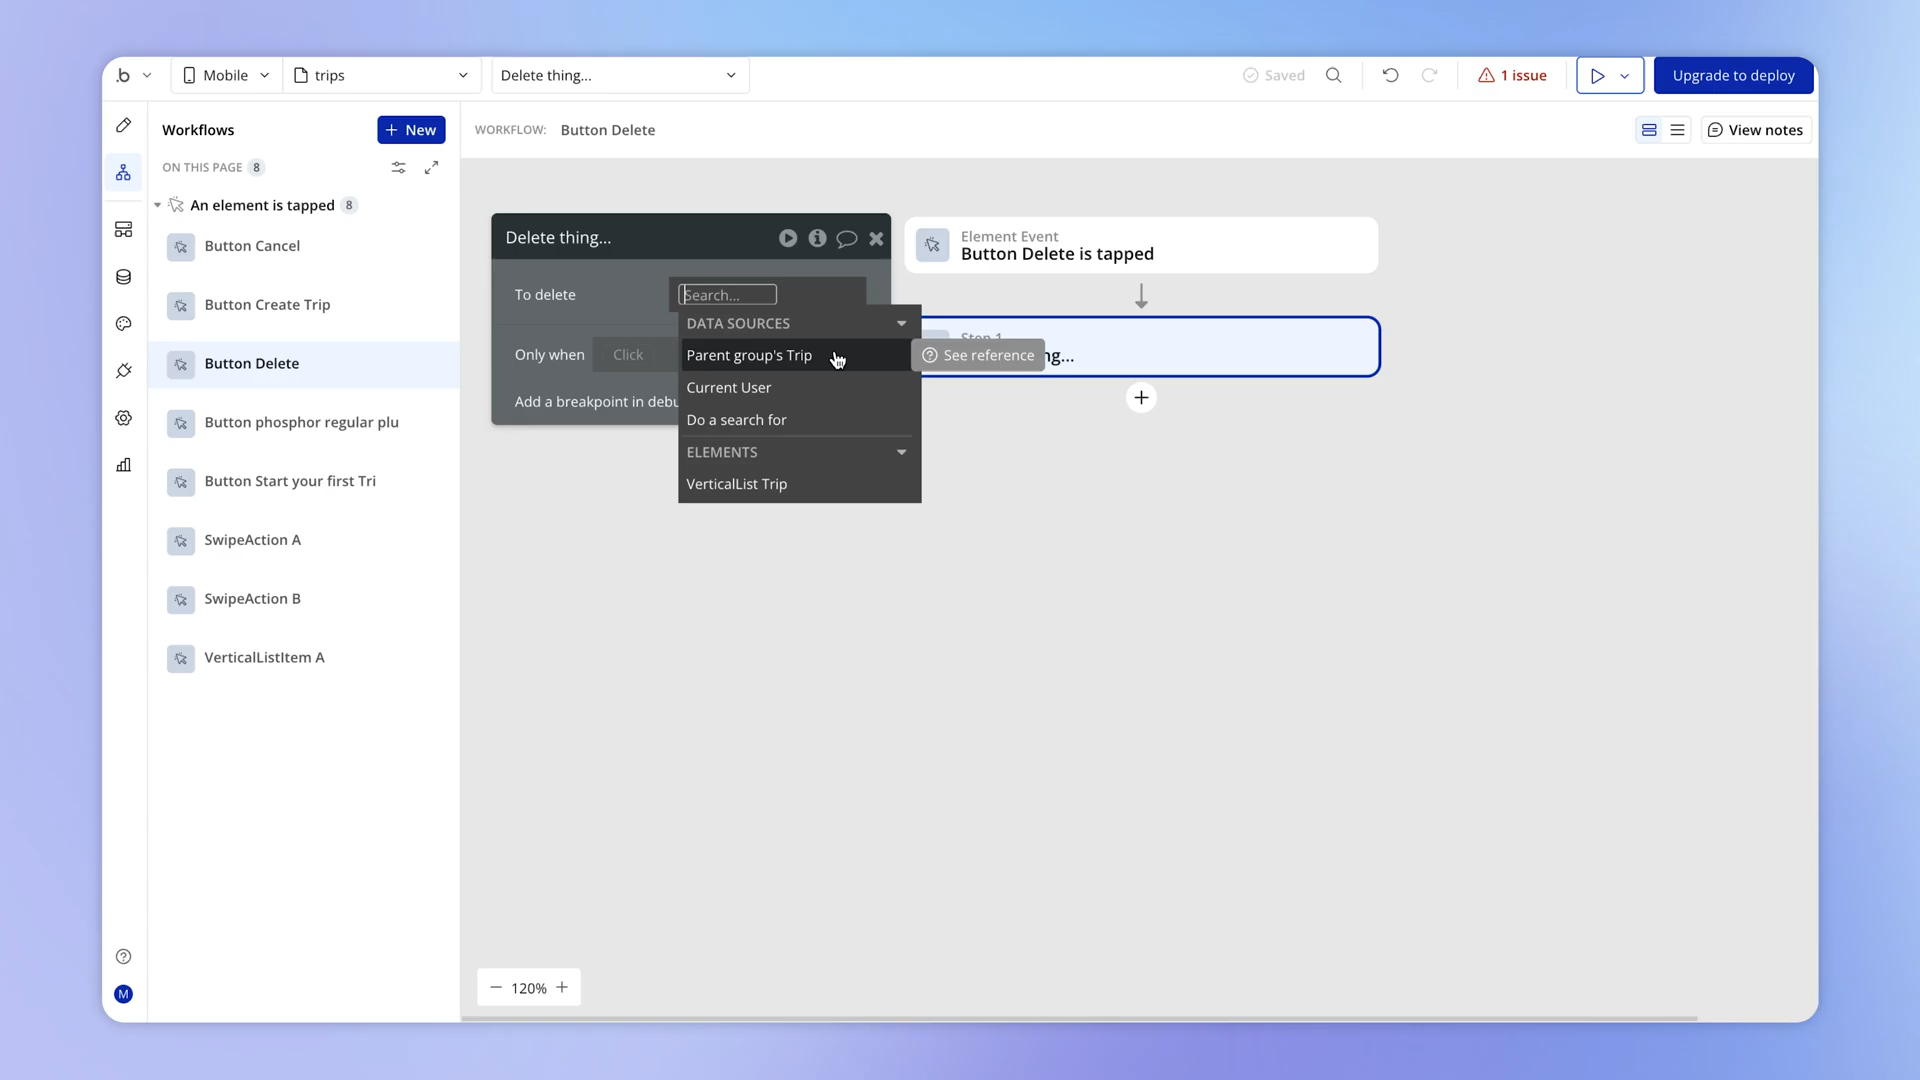 .b
Mobile
trips
Delete thing...
Saved
1 issue
Upgrade to deploy
Workflows
+ New
WORKFLOW: Button Delete
View notes
ON THIS PAGE 8
An element is tapped 8
Button Cancel
Button Create Trip
Button Delete
Button phosphor regular plu
Button Start your first Tri
SwipeAction A
SwipeAction B
VerticalListItem A
Delete thing...
To delete
Search...
Only when
Click
Add a breakpoint in debu
DATA SOURCES
Parent group's Trip
See reference
Current User
Do a search for
ELEMENTS
VerticalList Trip
Element Event
Button Delete is tapped
Step 1
ng...
120%
M